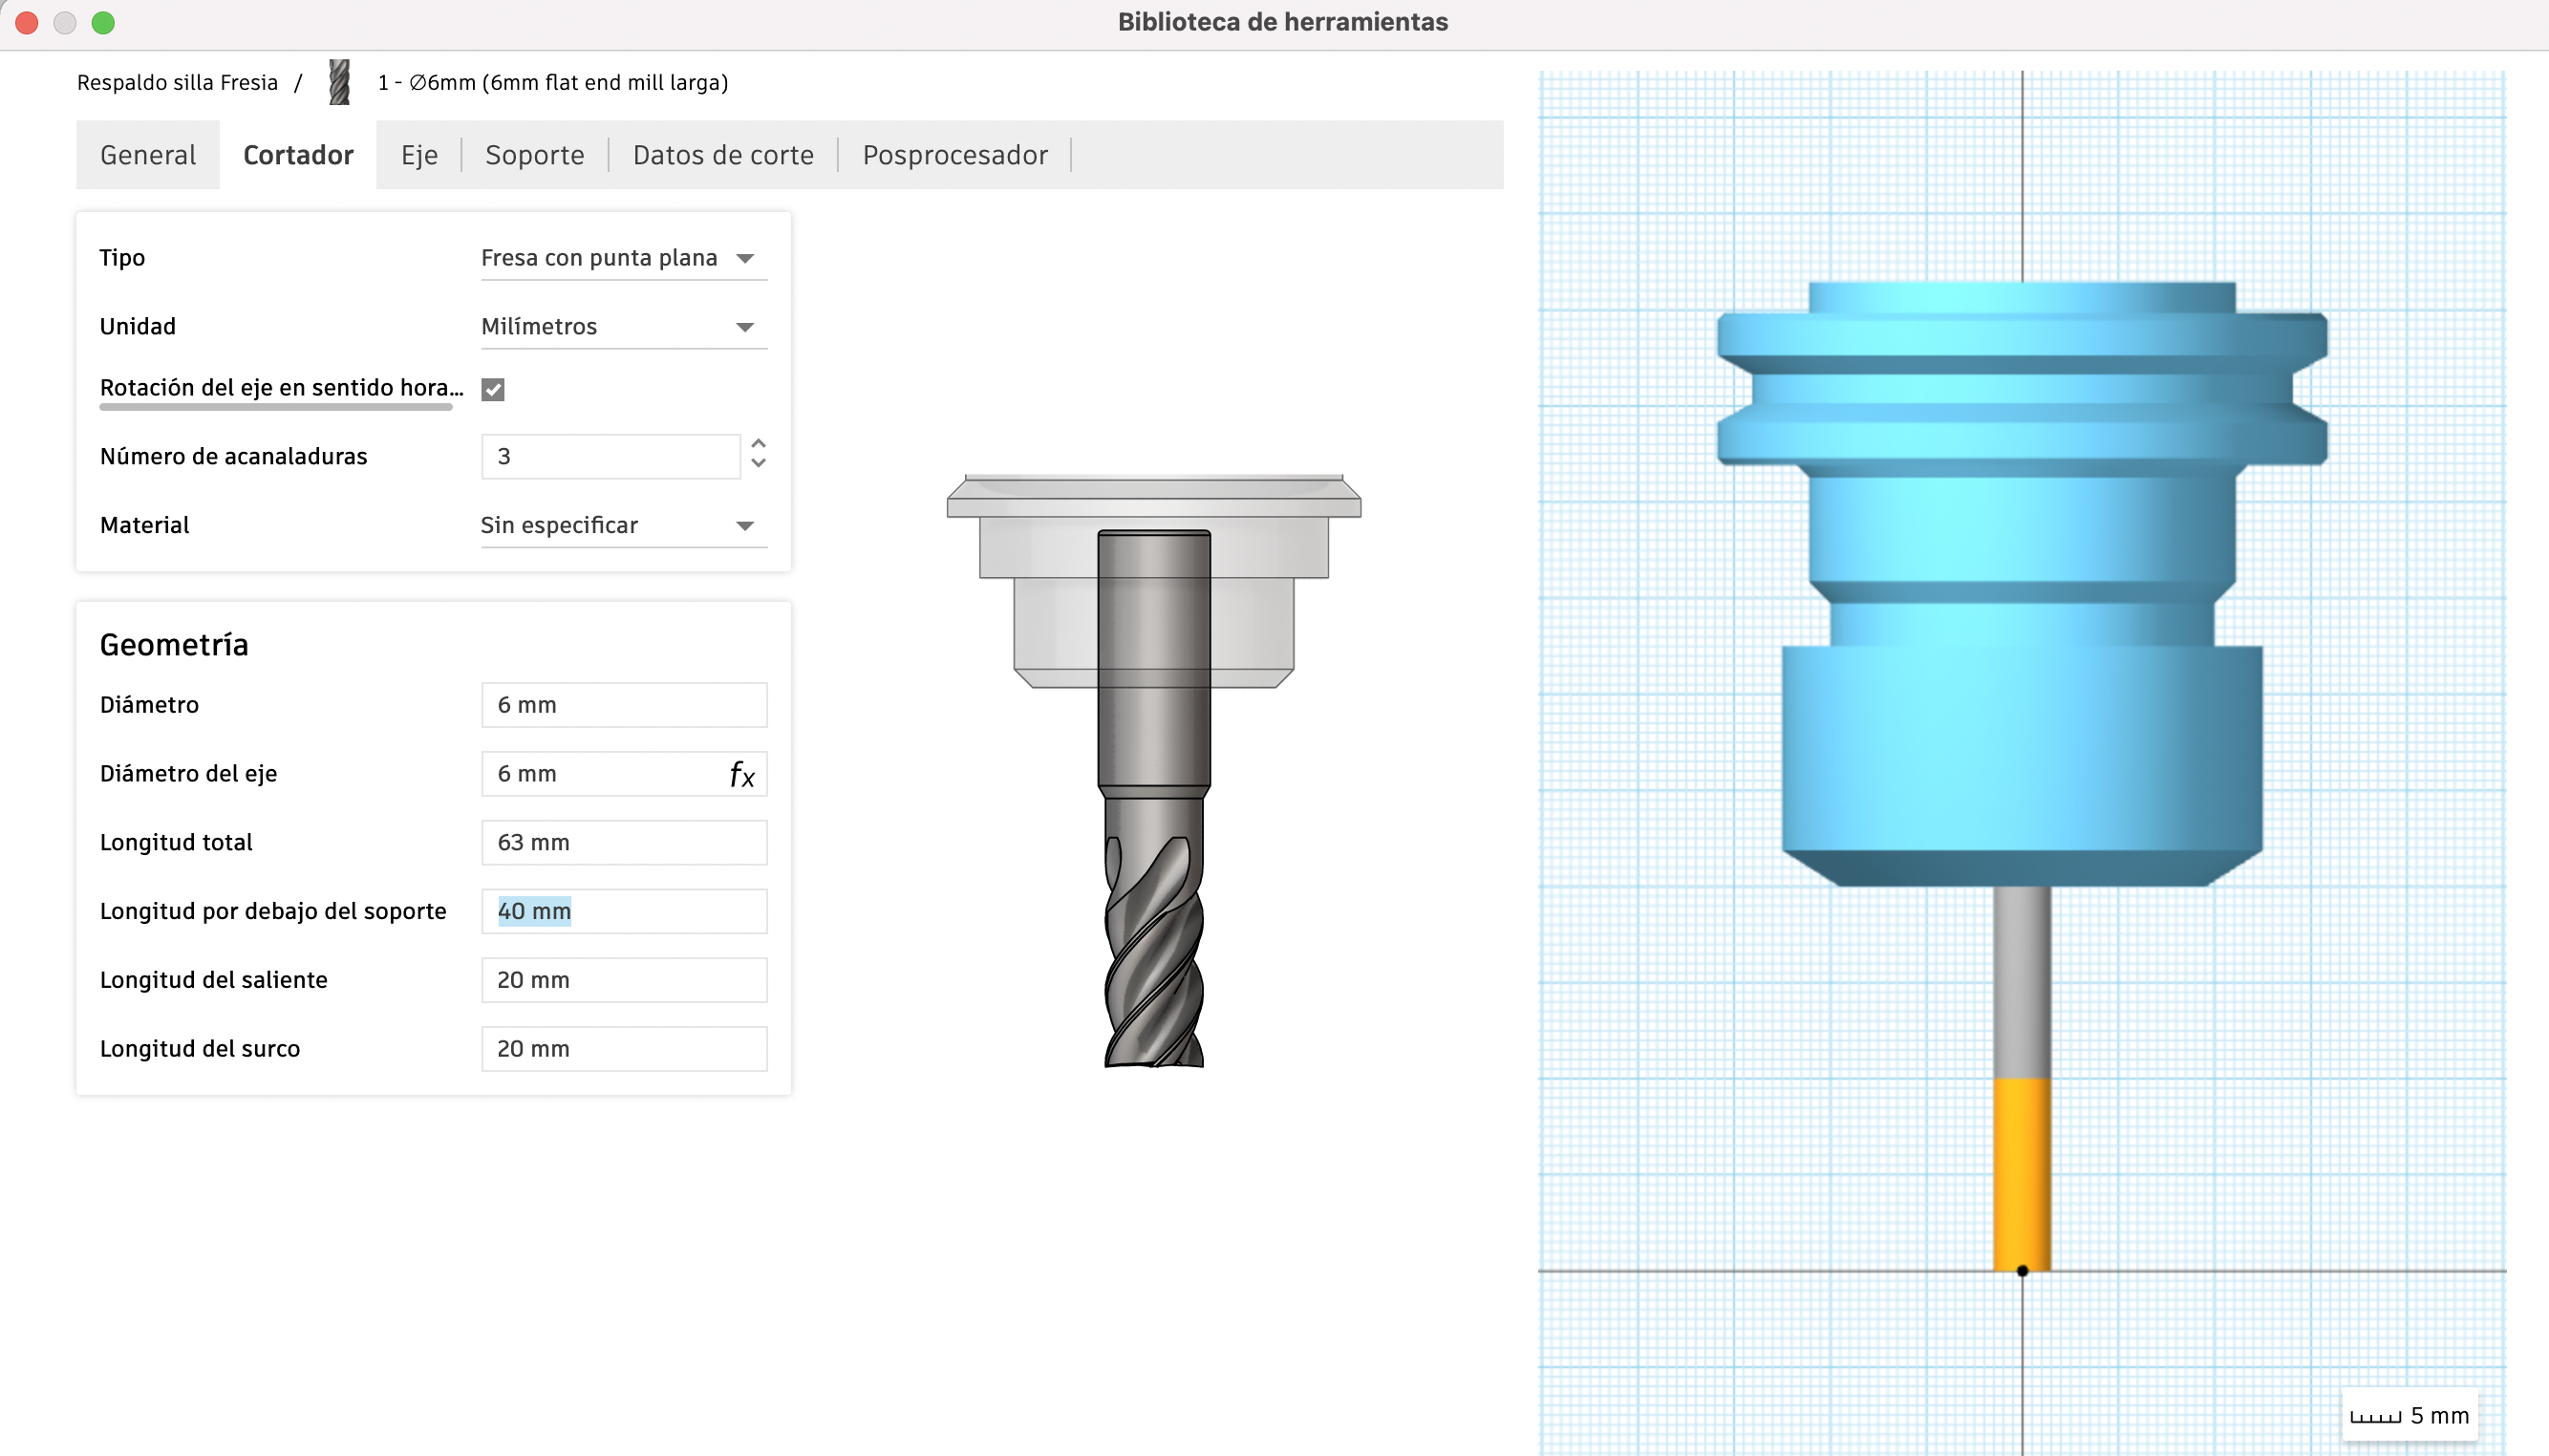 Biblioteca de herramientas
Respaldo silla Fresia / 1 - ∅6mm (6mm flat end mill larga)
General Cortador Eje Soporte Datos de corte Posprocesador
Tipo Fresa con punta plana
Unidad Milímetros
Rotación del eje en sentido hora...
Número de acanaladuras 3
Material Sin especificar
Geometría
Diámetro 6 mm
Diámetro del eje 6 mm fx
Longitud total 63 mm
Longitud por debajo del soporte 40 mm
Longitud del saliente 20 mm
Longitud del surco 20 mm
5 mm